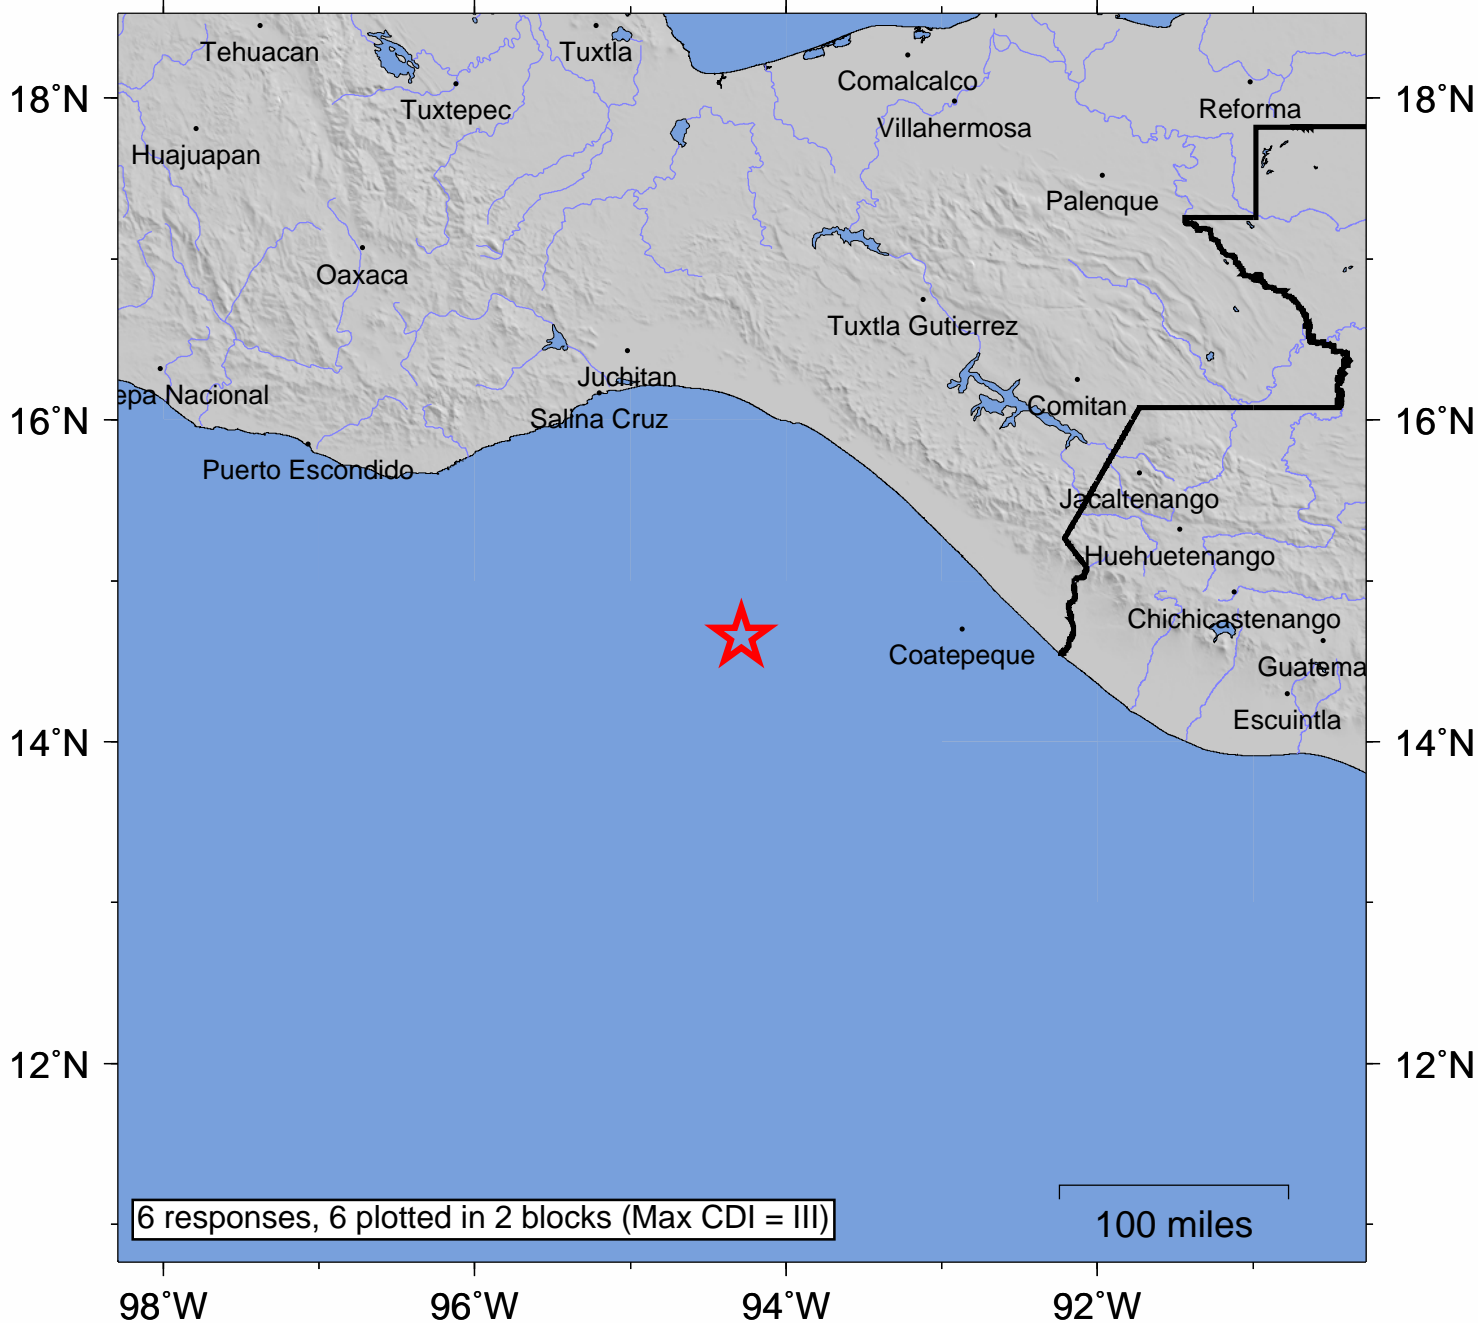 Tehuacan
Tuxtla
Comalcalco
Reforma
Tuxtepec
18°N
18°N
Villahermosa
Huajuapan
Palenque
Oaxaca
Tuxtla Gutierrez
Juchitan
epa Nacional
Comitan
16°N
16°N
Salina Cruz
Puerto Escondido
Jacaltenango
Huehuetenango
Chichicastenango
Coatepeque
Guatema
Escuintla
14°N
14°N
12°N
12°N
6 responses, 6 plotted in 2 blocks (Max CDI = III)
100 miles
98°W
96°W
94°W
92°W